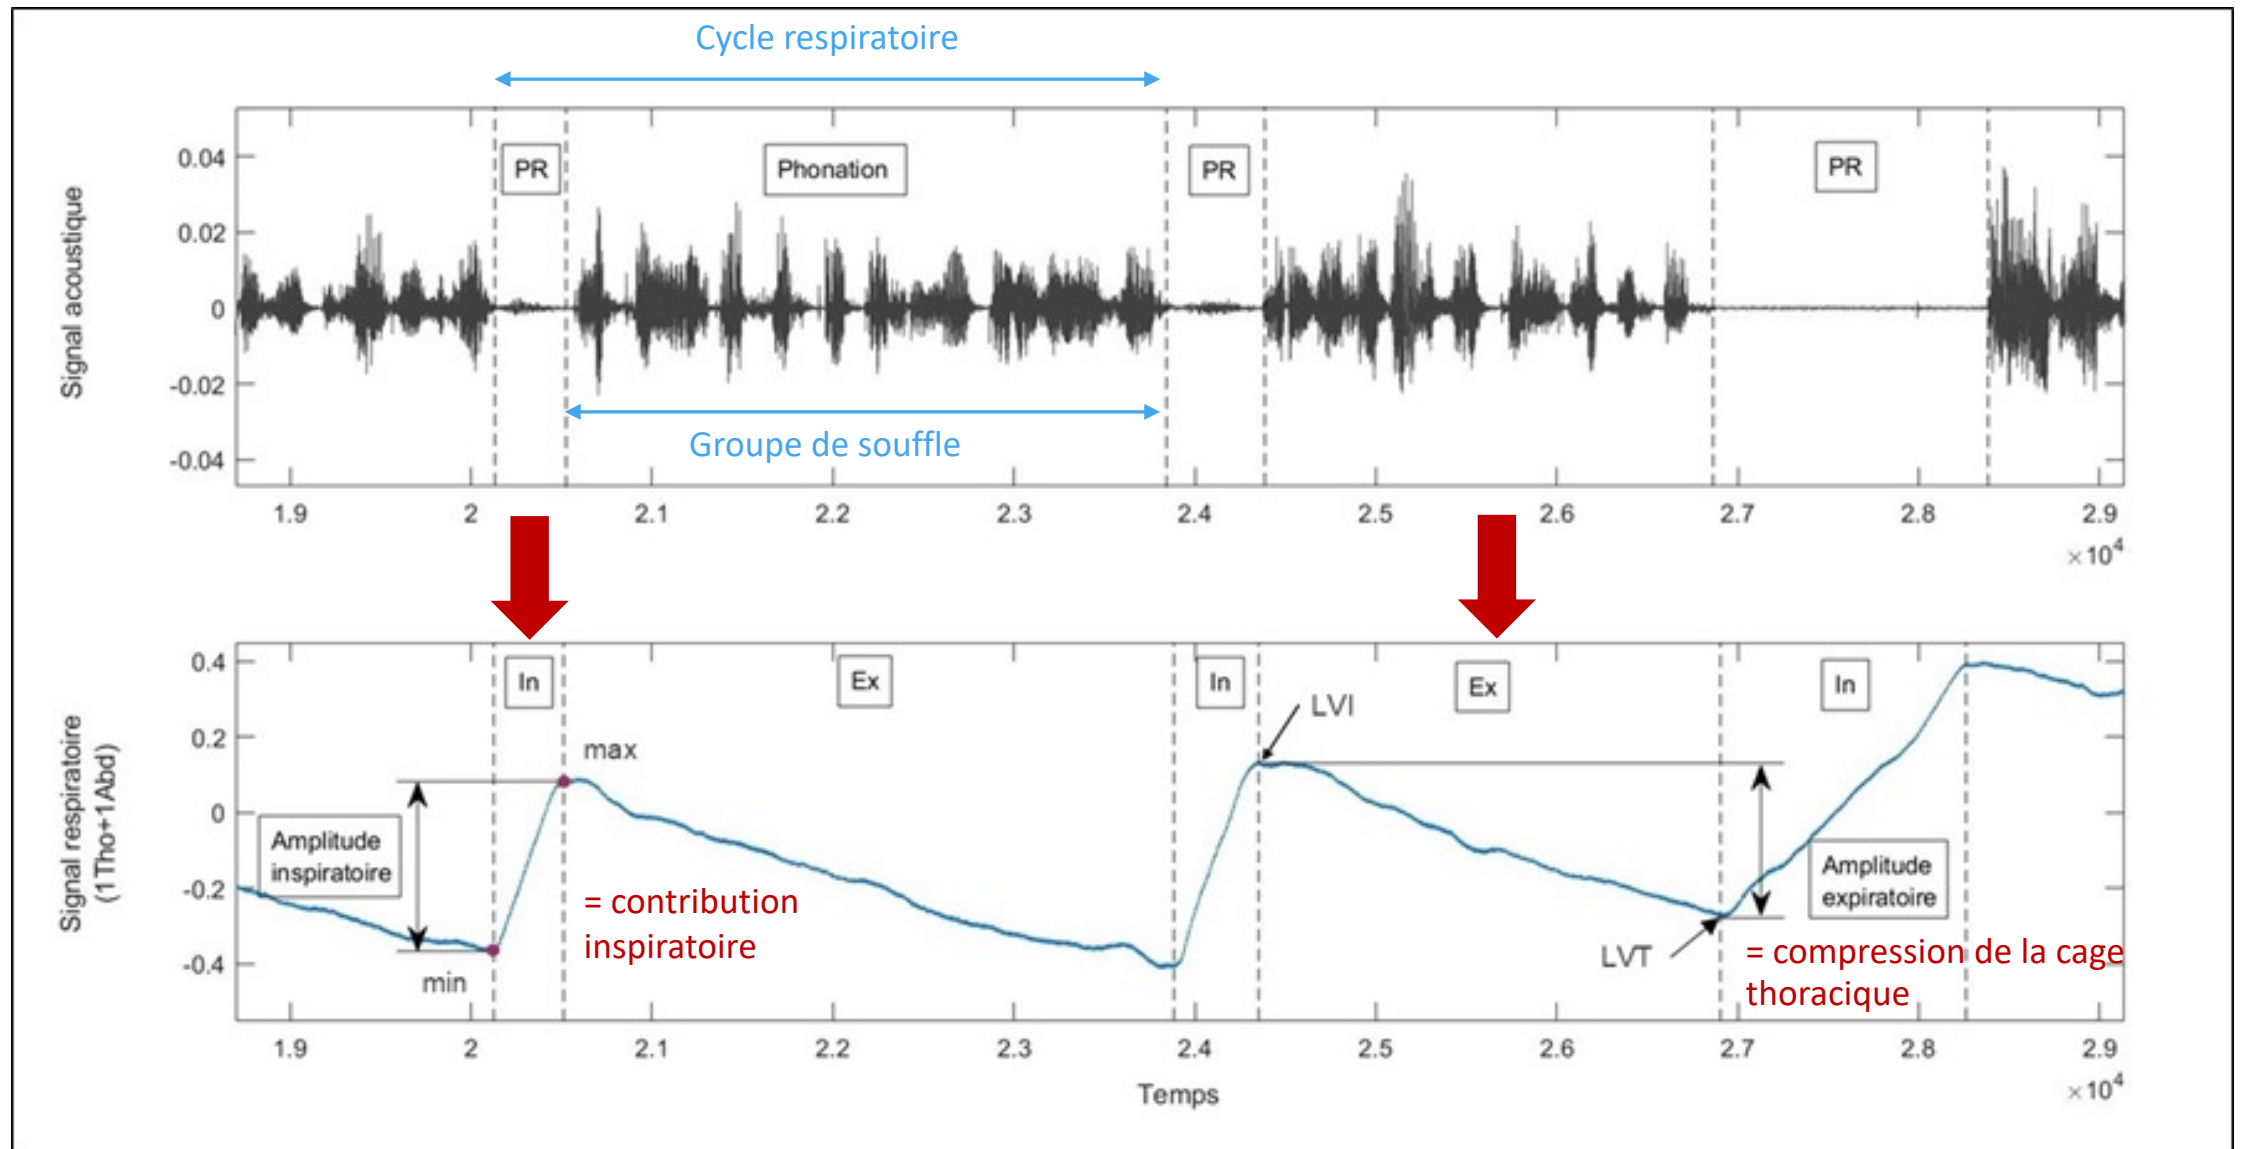 Cycle respiratoire
PR
Phonation
PR
PR
Signal acoustique
0.04
0.02
0
-0.02
-0.04
Groupe de souffle
1.9
2
2.1
2.2
2.3
2.4
2.5
2.6
2.7
2.8
2.9
×10⁴
Signal respiratoire
(1Tho+1Abd)
0.4
0.2
0
-0.2
-0.4
In
Ex
In
Ex
In
LVI
max
Amplitude
inspiratoire
min
= contribution
inspiratoire
Amplitude
expiratoire
LVT
= compression de la cage
thoracique
1.9
2
2.1
2.2
2.3
2.4
2.5
2.6
2.7
2.8
2.9
×10⁴
Temps